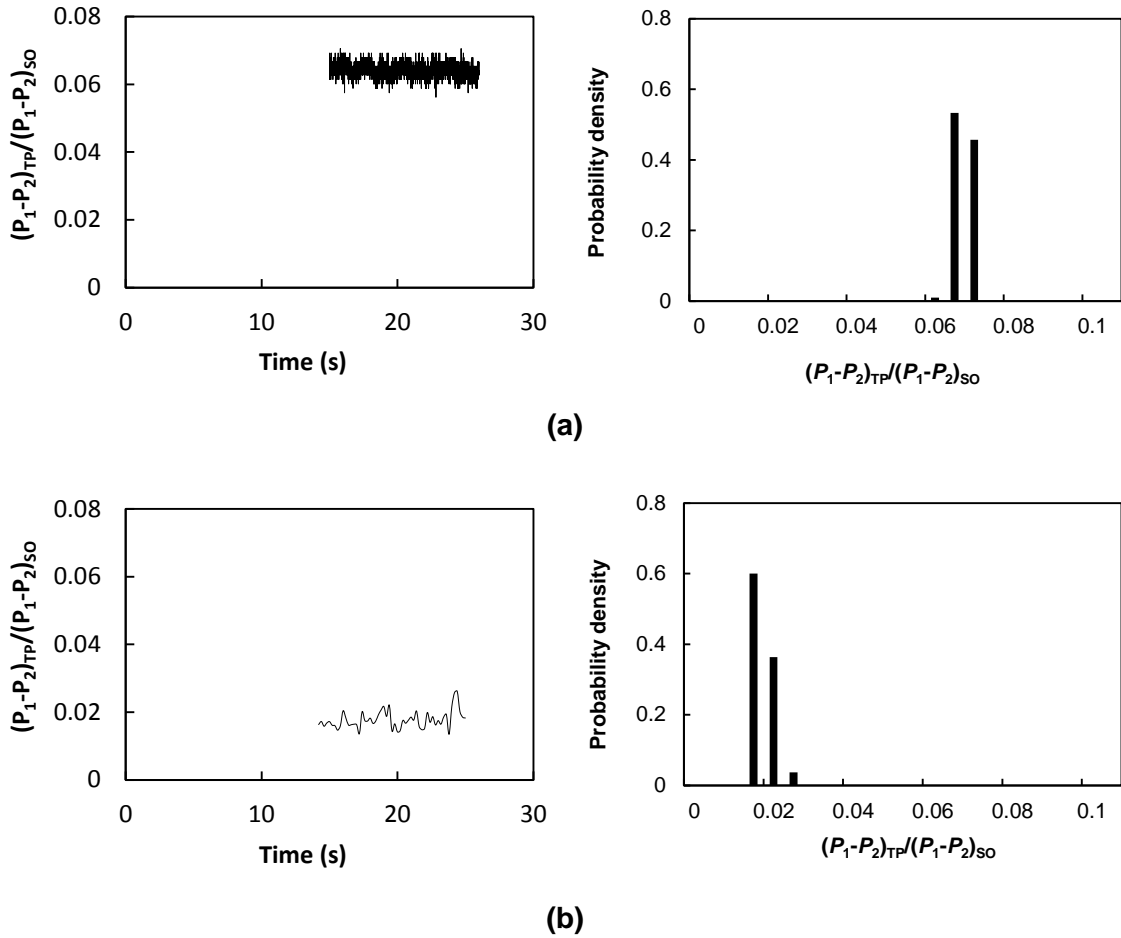 0.08
0.06
0.04
0.02
0
(P1-P2)TP/(P1-P2)SO
0 10 20 30
Time (s)
0.8
0.6
0.4
0.2
0
Probability density
0 0.02 0.04 0.06 0.08 0.1
(P1-P2)TP/(P1-P2)SO
(a)
0.08
0.06
0.04
0.02
0
(P1-P2)TP/(P1-P2)SO
0 10 20 30
Time (s)
0.8
0.6
0.4
0.2
0
Probability density
0 0.02 0.04 0.06 0.08 0.1
(P1-P2)TP/(P1-P2)SO
(b)